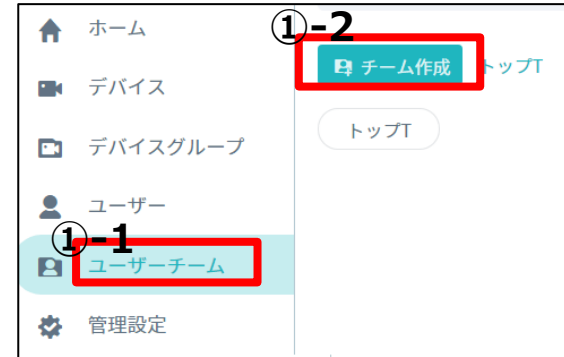 ホーム
デバイス
デバイスグループ
ユーザー
①-1
ユーザーチーム
管理設定
①-2
チーム作成 トップT
トップT